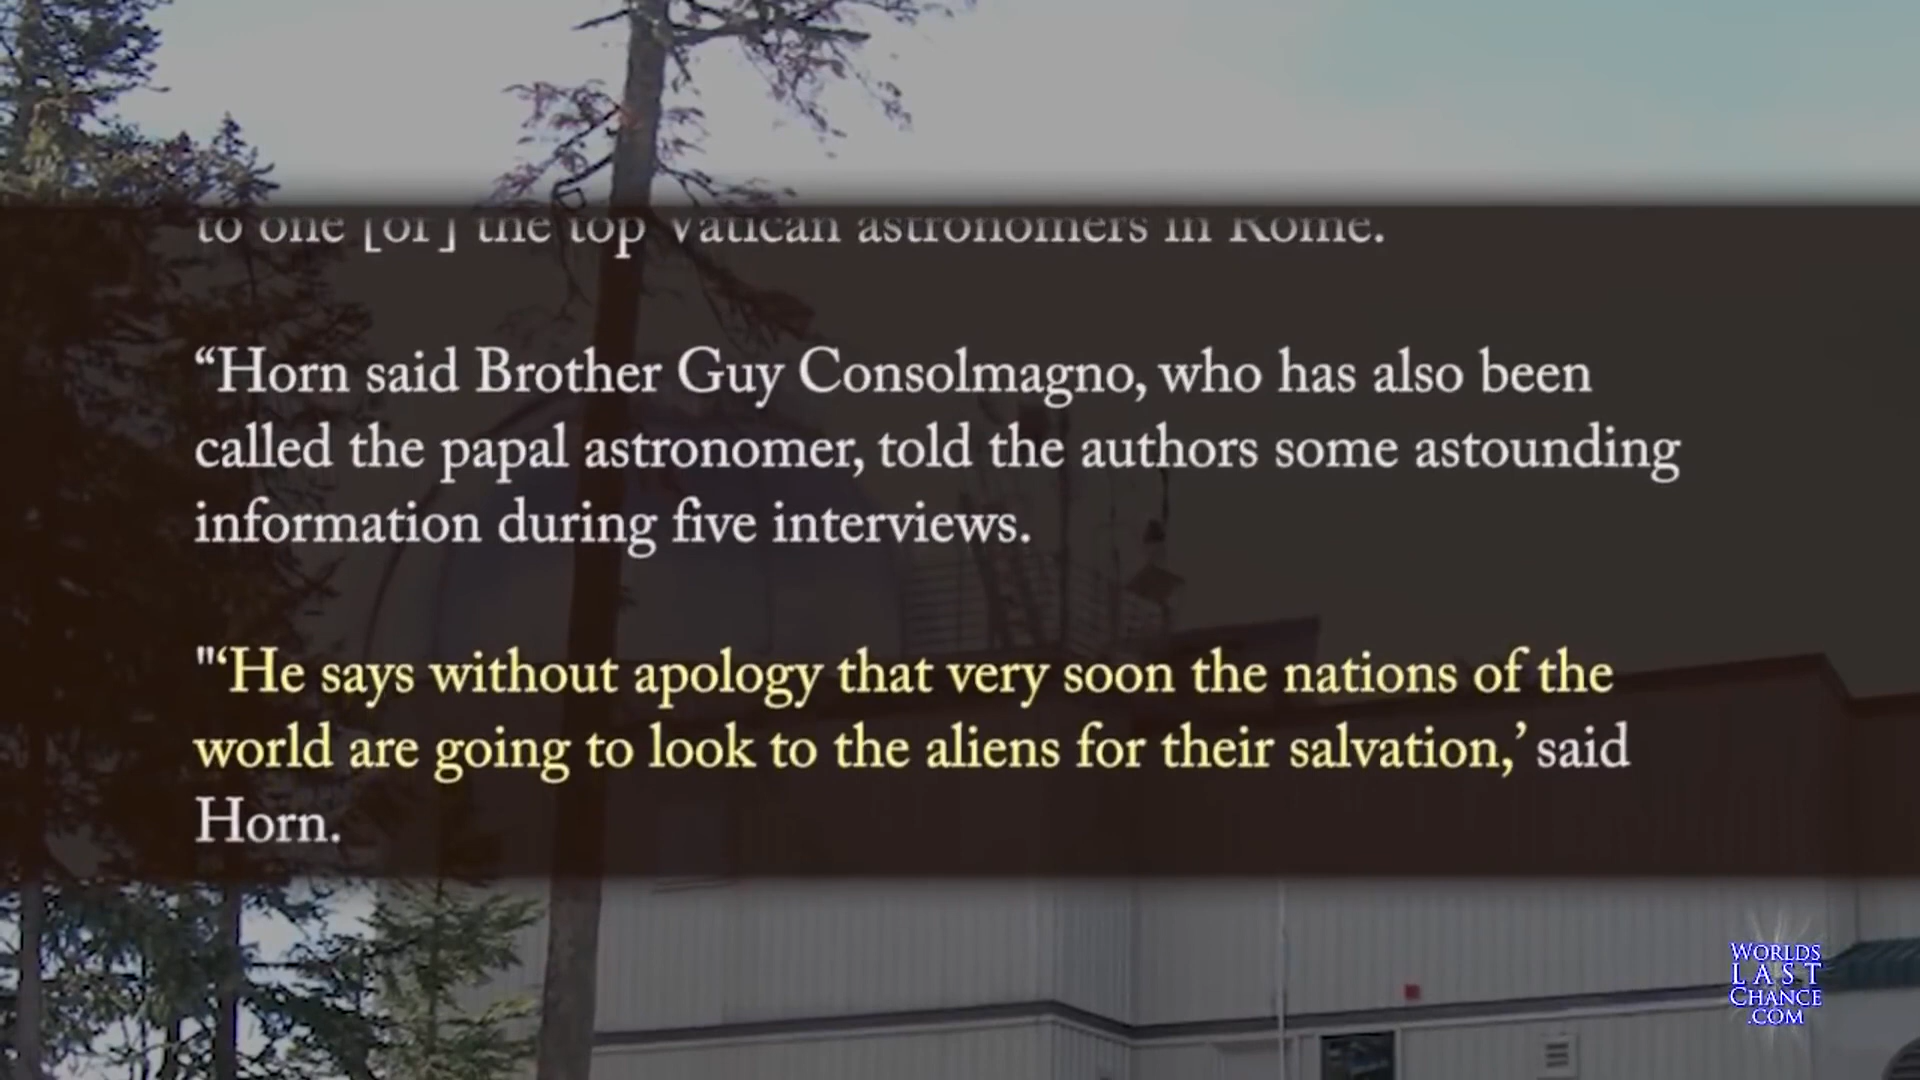 to one [of] the top Vatican astronomers in Rome.
“Horn said Brother Guy Consolmagno, who has also been
called the papal astronomer, told the authors some astounding
information during five interviews.
"‘He says without apology that very soon the nations of the
world are going to look to the aliens for their salvation,’ said
Horn.
WORLDS
LAST
CHANCE
.COM